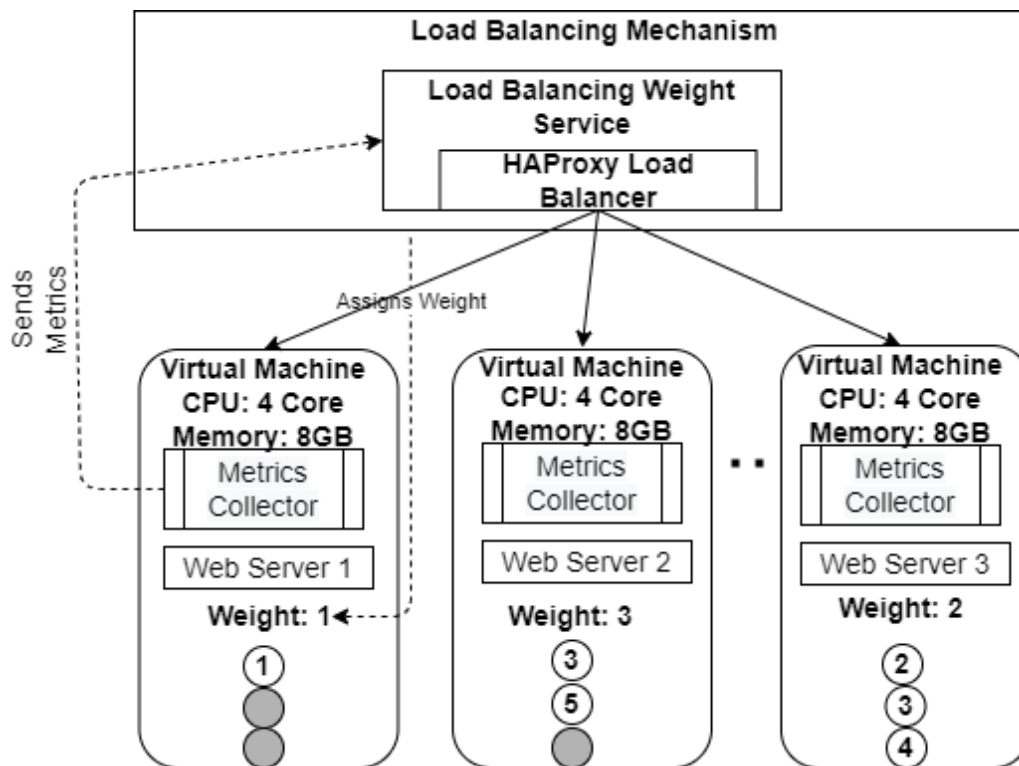 Load Balancing Mechanism
Load Balancing Weight
Service
HAProxy Load
Balancer
Sends
Metrics
Assigns Weight
Virtual Machine
CPU: 4 Core
Memory: 8GB
Metrics
Collector
Web Server 1
Weight: 1
1
Virtual Machine
CPU: 4 Core
Memory: 8GB
Metrics
Collector
Web Server 2
Weight: 3
3
5
Virtual Machine
CPU: 4 Core
Memory: 8GB
Metrics
Collector
Web Server 3
Weight: 2
2
3
4